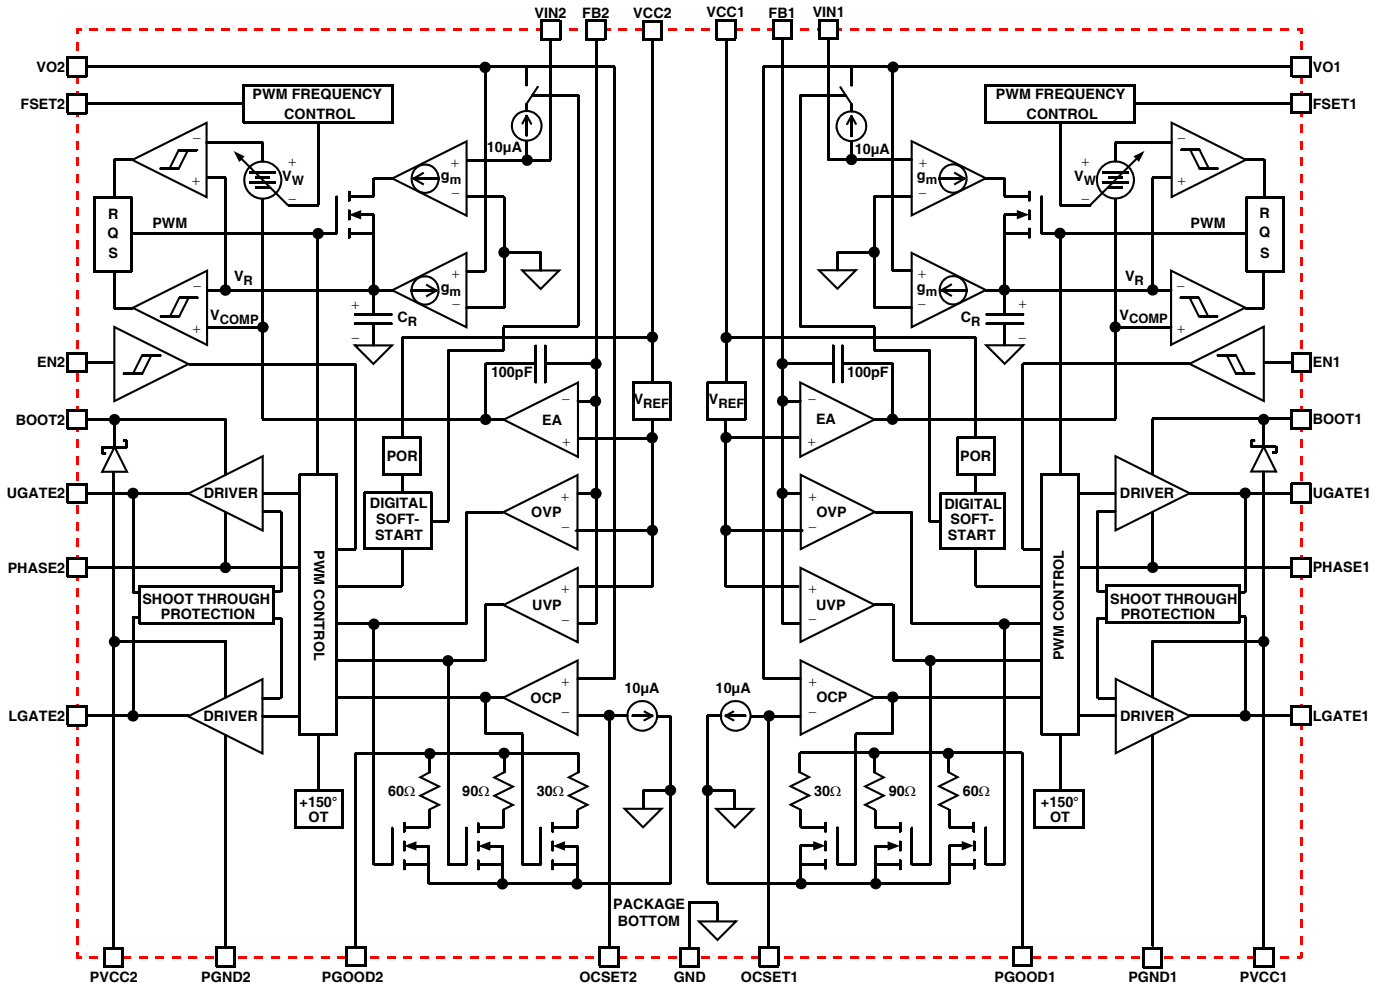 VIN2 FB2 VCC2 VCC1 FB1 VIN1
VO2 VO1
FSET2 PWM FREQUENCY CONTROL PWM FREQUENCY CONTROL FSET1
10µA 10µA
− + VW + − gm + − + − gm + VW − − +
R Q S PWM PWM R Q S
VR gm + − + − gm VR
− + VCOMP + CR − CR + − VCOMP − +
EN2 100pF 100pF EN1
BOOT2 EA − + VREF VREF − + EA BOOT1
POR POR
UGATE2 DRIVER DIGITAL SOFT-START OVP + − + − OVP DIGITAL SOFT-START DRIVER UGATE1
PHASE2 PHASE1
SHOOT THROUGH PROTECTION PWM CONTROL UVP + − + − UVP PWM CONTROL SHOOT THROUGH PROTECTION
OCP + − 10µA 10µA + − OCP
LGATE2 DRIVER DRIVER LGATE1
+150° OT 60Ω 90Ω 30Ω 30Ω 90Ω 60Ω +150° OT
PACKAGE BOTTOM
PVCC2 PGND2 PGOOD2 OCSET2 GND OCSET1 PGOOD1 PGND1 PVCC1